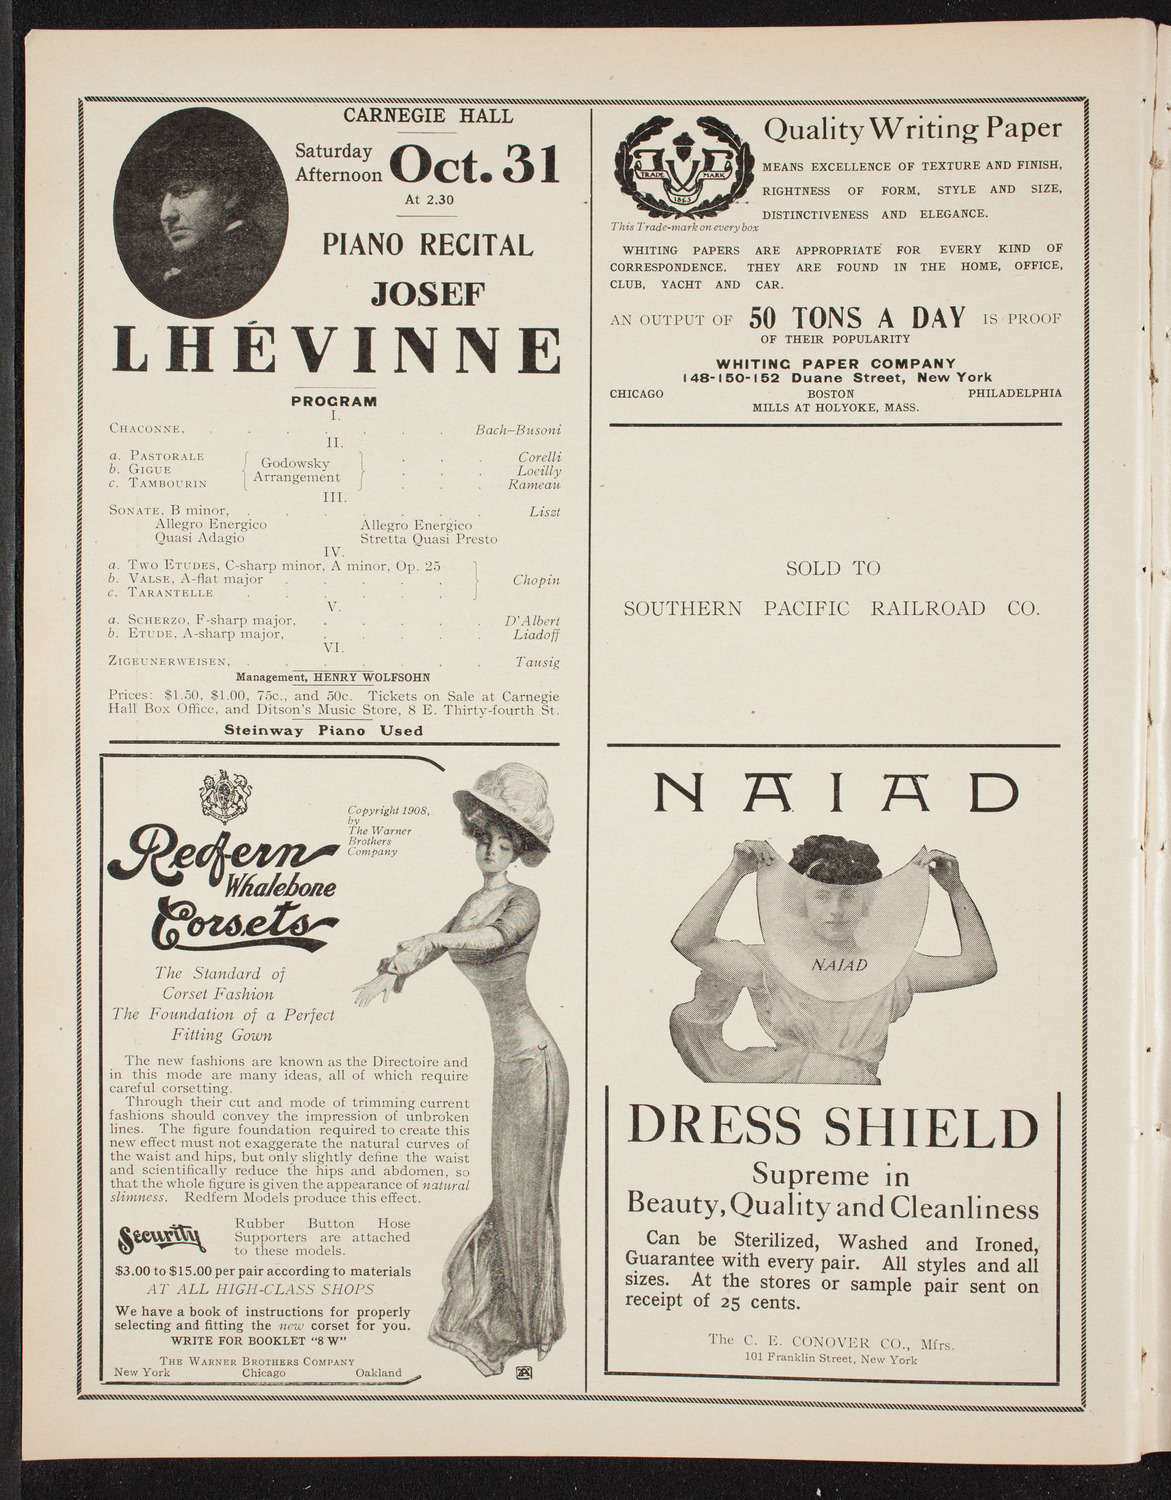 CARNEGIE HALL
Saturday
Afternoon
Oct. 31
At 2.30
PIANO RECITAL
JOSEF
LHÉVINNE
PROGRAM
I.
CHACONNE, . . . . . . Bach–Busoni
II.
a. PASTORALE . . . Corelli
b. GIGUE . . . Loeilly
c. TAMBOURIN . . . Rameau
Godowsky
Arrangement
III.
SONATE, B minor, . . . . . . Liszt
Allegro Energico Allegro Energico
Quasi Adagio Stretta Quasi Presto
IV.
a. TWO ETUDES, C-sharp minor, A minor, Op. 25
b. VALSE, A-flat major . . . . . Chopin
c. TARANTELLE . . . . . .
V.
a. SCHERZO, F-sharp major, . . . . . D'Albert
b. ETUDE, A-sharp major, . . . . . Liadoff
VI.
ZIGEUNERWEISEN, . . . . . . Tausig
Management, HENRY WOLFSOHN
Prices: $1.50, $1.00, 75c., and 50c. Tickets on Sale at Carnegie
Hall Box Office, and Ditson's Music Store, 8 E. Thirty-fourth St.
Steinway Piano Used
Redfern
Whalebone
Corsets
Copyright 1908,
by
The Warner
Brothers
Company
The Standard of
Corset Fashion
The Foundation of a Perfect
Fitting Gown
The new fashions are known as the Directoire and
in this mode are many ideas, all of which require
careful corsetting.
Through their cut and mode of trimming current
fashions should convey the impression of unbroken
lines. The figure foundation required to create this
new effect must not exaggerate the natural curves of
the waist and hips, but only slightly define the waist
and scientifically reduce the hips and abdomen, so
that the whole figure is given the appearance of natural
slimness. Redfern Models produce this effect.
Security
Rubber Button Hose
Supporters are attached
to these models.
$3.00 to $15.00 per pair according to materials
AT ALL HIGH-CLASS SHOPS
We have a book of instructions for properly
selecting and fitting the new corset for you.
WRITE FOR BOOKLET "8 W"
THE WARNER BROTHERS COMPANY
New York Chicago Oakland
TRADE MARK
1865
This Trade-mark on every box
Quality Writing Paper
MEANS EXCELLENCE OF TEXTURE AND FINISH,
RIGHTNESS OF FORM, STYLE AND SIZE,
DISTINCTIVENESS AND ELEGANCE.
WHITING PAPERS ARE APPROPRIATE FOR EVERY KIND OF
CORRESPONDENCE. THEY ARE FOUND IN THE HOME, OFFICE,
CLUB, YACHT AND CAR.
AN OUTPUT OF 50 TONS A DAY IS PROOF
OF THEIR POPULARITY
WHITING PAPER COMPANY
148-150-152 Duane Street, New York
CHICAGO BOSTON PHILADELPHIA
MILLS AT HOLYOKE, MASS.
SOLD TO
SOUTHERN PACIFIC RAILROAD CO.
NAIAD
NAIAD
DRESS SHIELD
Supreme in
Beauty, Quality and Cleanliness
Can be Sterilized, Washed and Ironed,
Guarantee with every pair. All styles and all
sizes. At the stores or sample pair sent on
receipt of 25 cents.
The C. E. CONOVER CO., Mfrs.
101 Franklin Street, New York